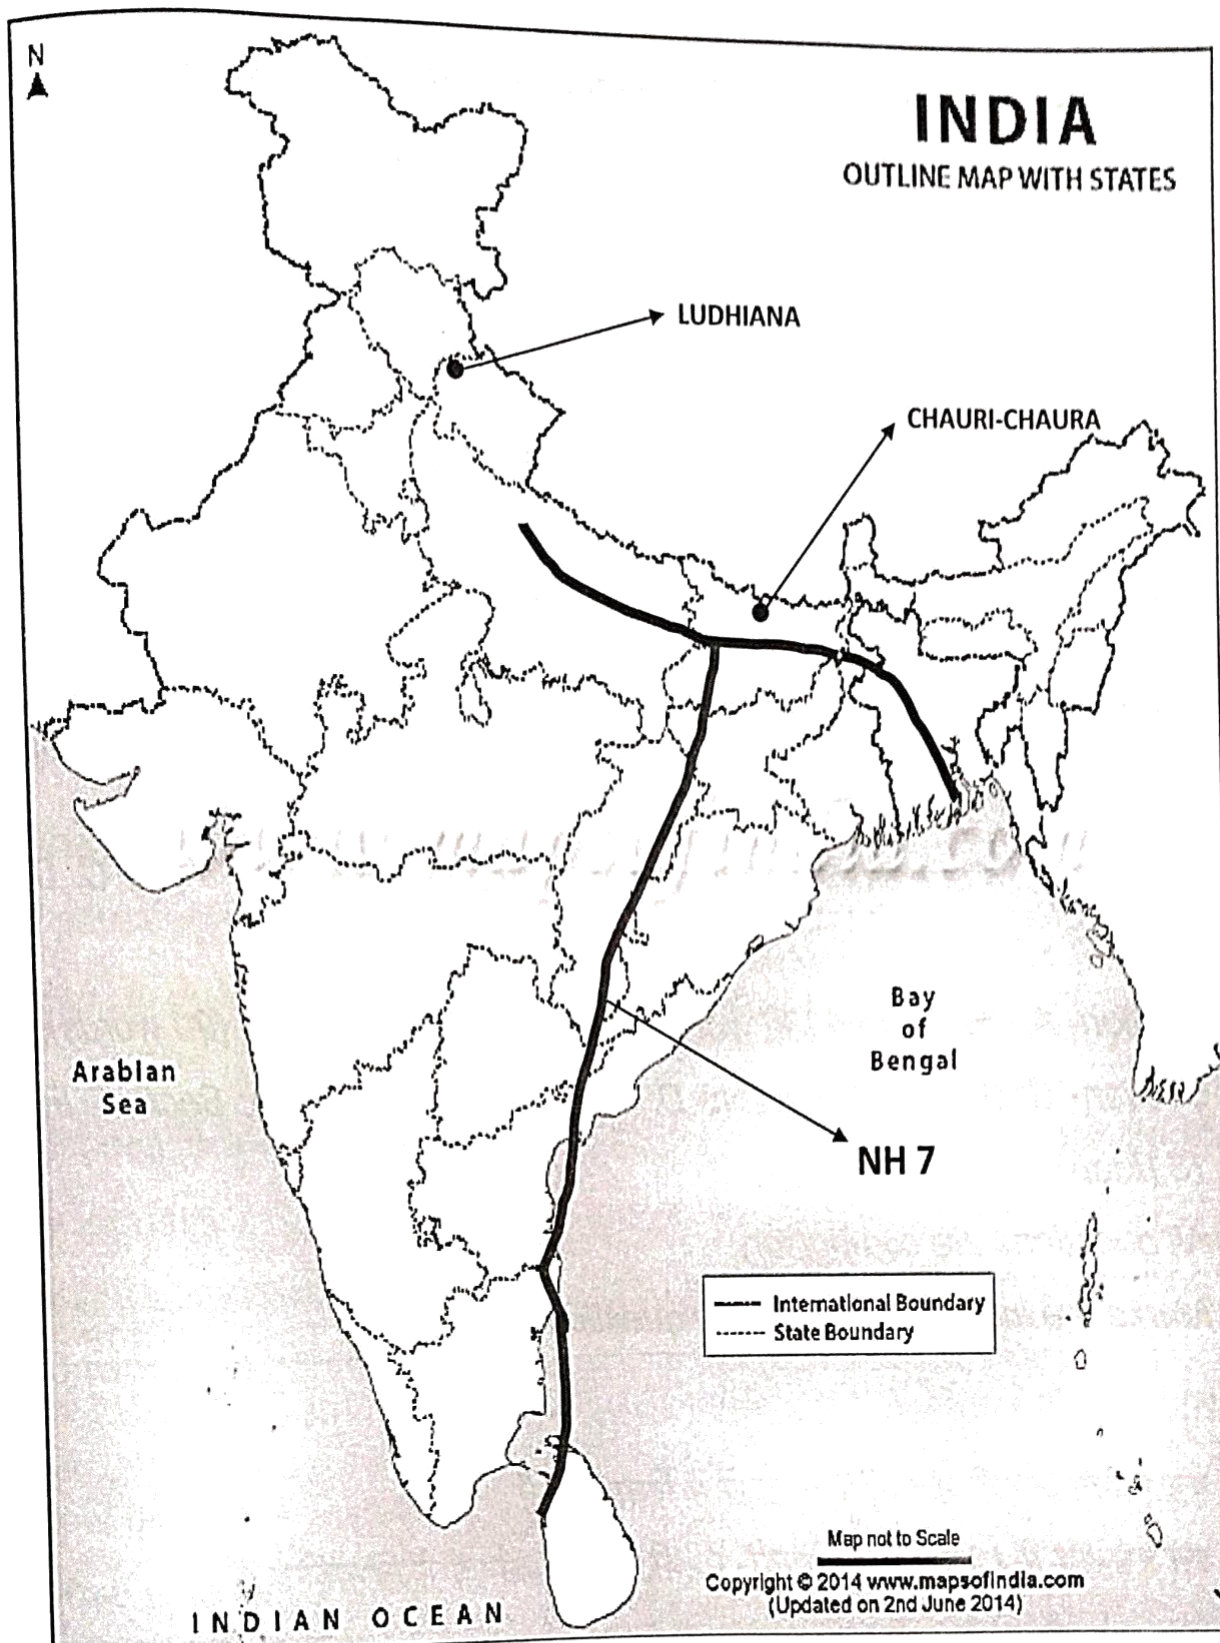 N
INDIA
OUTLINE MAP WITH STATES
LUDHIANA
CHAURI-CHAURA
Arabian
Sea
Bay
of
Bengal
NH 7
International Boundary
State Boundary
Map not to Scale
Copyright © 2014 www.mapsofindia.com
(Updated on 2nd June 2014)
INDIAN OCEAN